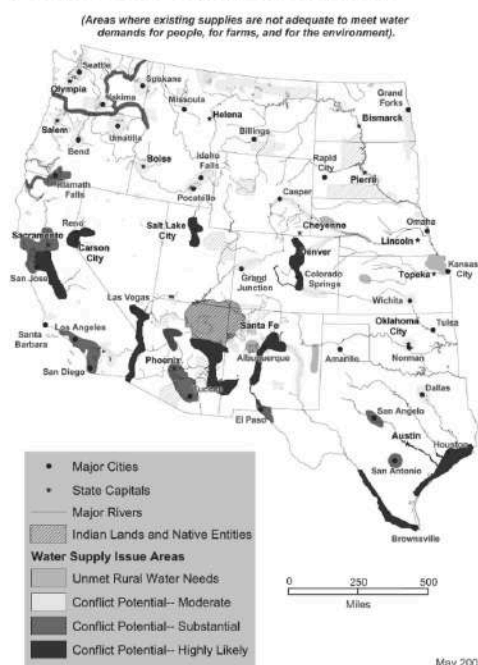 (Areas where existing supplies are not adequate to meet water
demands for people, for farms, and for the environment).
Seattle
Olympia
Spokane
Yakima
Missoula
Helena
Grand
Forks
Bismarck
Salem
Umatilla
Bend
Billings
Boise
Idaho
Falls
Rapid
City
Pierre
Klamath
Falls
Pocatello
Casper
Reno
Sacramento
Carson
City
Salt Lake
City
Cheyenne
Omaha
Lincoln
Denver
San Jose
Grand
Junction
Colorado
Springs
Topeka
Kansas
City
Las Vegas
Wichita
Santa
Barbara
Los Angeles
Santa Fe
Oklahoma
City
Tulsa
Phoenix
Albuquerque
Amarillo
Norman
San Diego
Tucson
Dallas
El Paso
San Angelo
Austin
Houston
San Antonio
Brownsville
Major Cities
State Capitals
Major Rivers
Indian Lands and Native Entities
Water Supply Issue Areas
Unmet Rural Water Needs
Conflict Potential-- Moderate
Conflict Potential-- Substantial
Conflict Potential-- Highly Likely
0 250 500
Miles